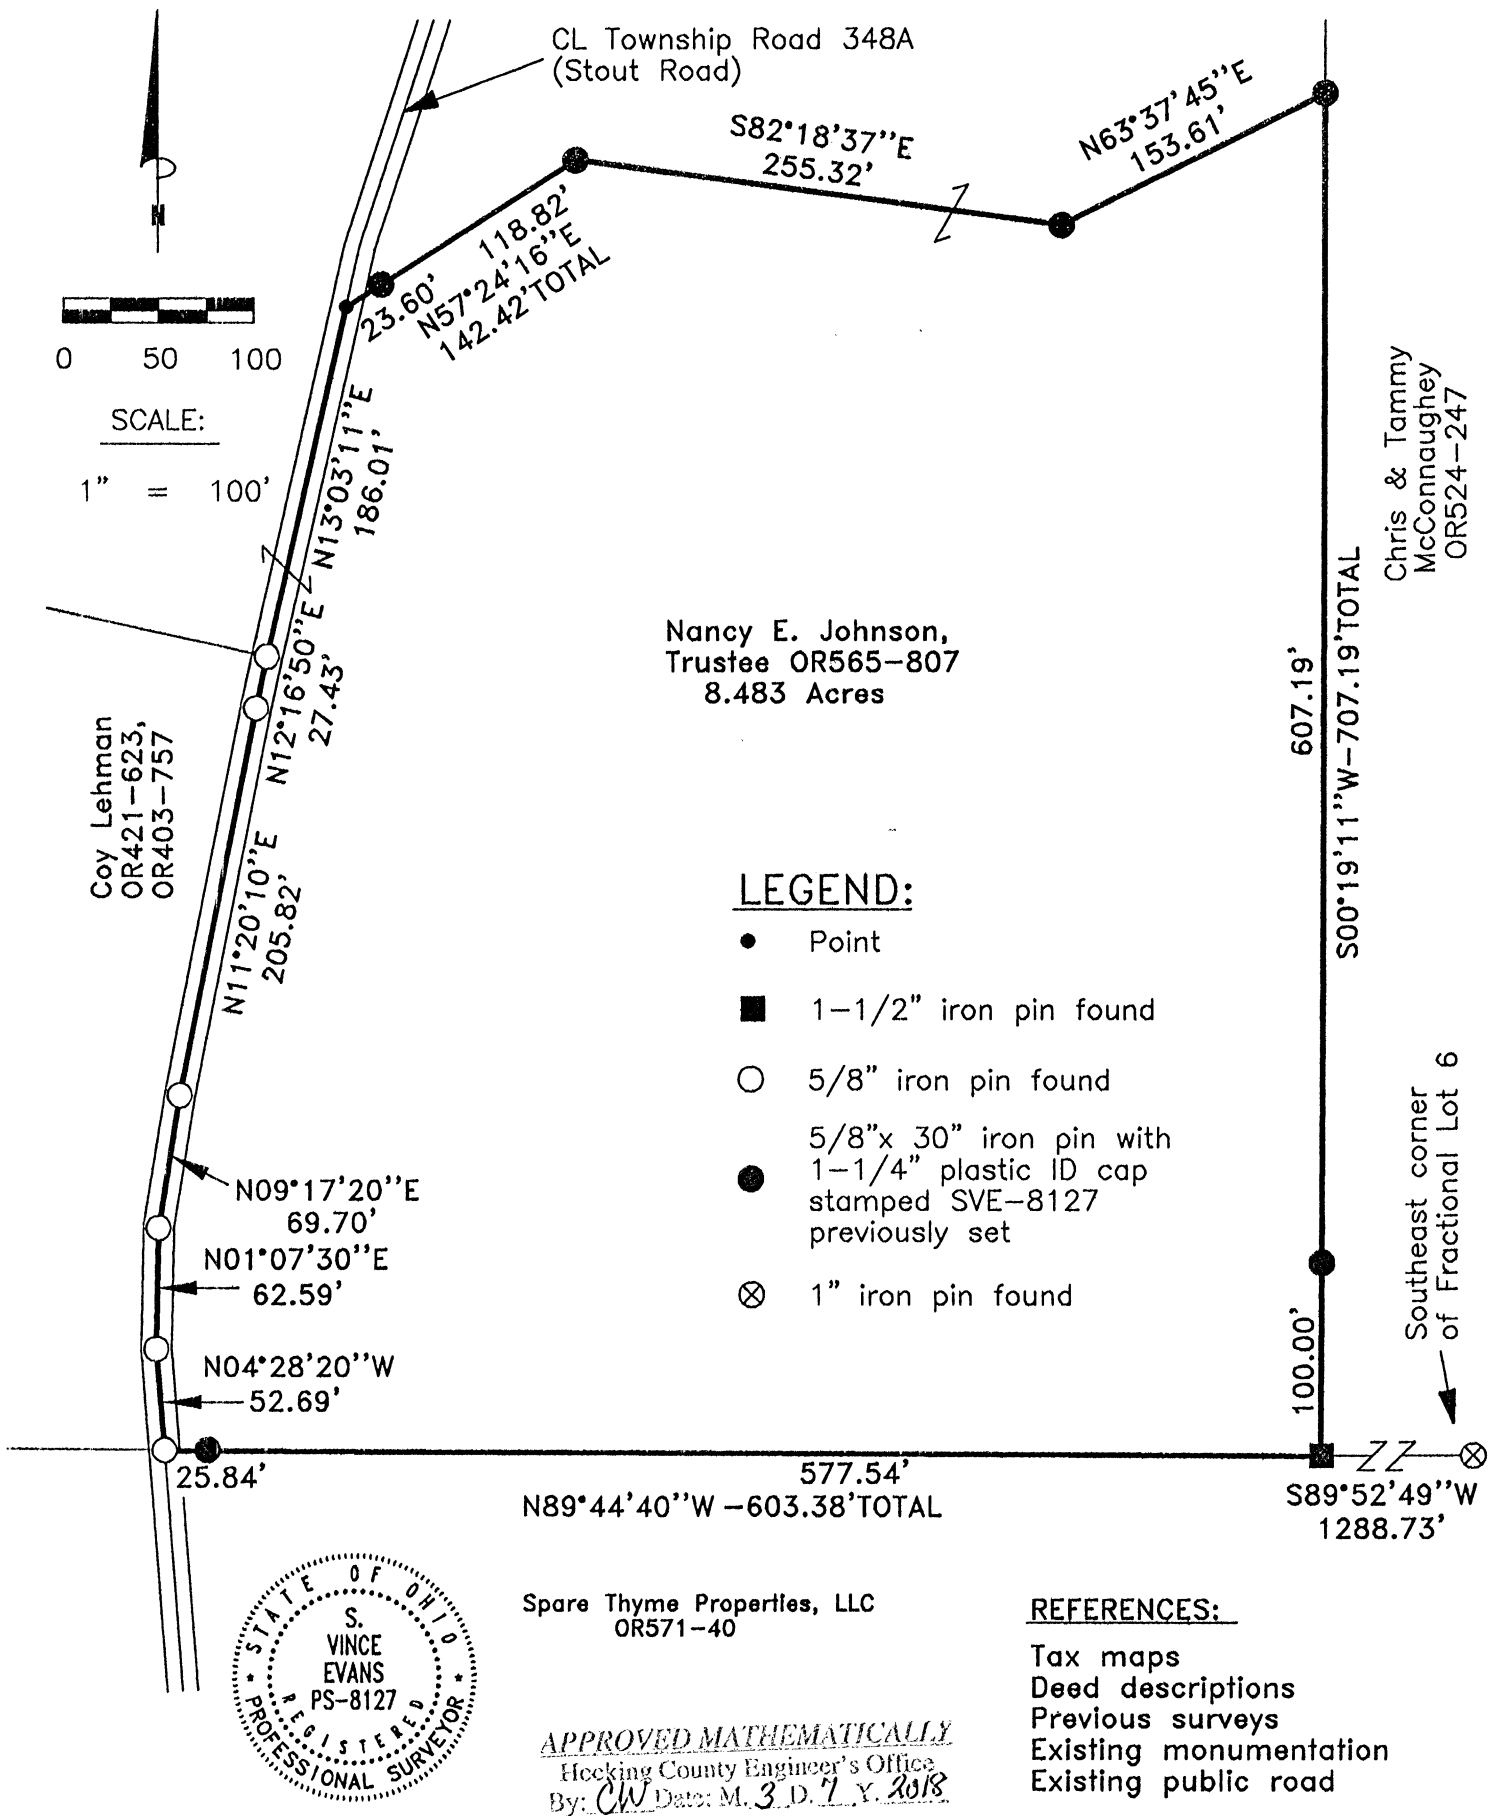 CL Township Road 348A
(Stout Road)
N
0 50 100
SCALE:
1" = 100'
S82°18'37''E
255.32'
N63°37'45''E
153.61'
118.82'
23.60'
N57°24'16''E
142.42'TOTAL
N13°03'11''E
186.01'
N12°16'50''E
27.43'
N11°20'10''E
205.82'
Coy Lehman
OR421-623,
OR403-757
Nancy E. Johnson,
Trustee OR565-807
8.483 Acres
Chris & Tammy
McConnaughey
OR524-247
607.19'
S00°19'11''W-707.19'TOTAL
LEGEND:
Point
1-1/2" iron pin found
5/8" iron pin found
5/8"x 30" iron pin with
1-1/4" plastic ID cap
stamped SVE-8127
previously set
1" iron pin found
N09°17'20''E
69.70'
N01°07'30''E
62.59'
N04°28'20''W
52.69'
Southeast corner
of Fractional Lot 6
100.00'
25.84'
577.54'
N89°44'40''W -603.38'TOTAL
S89°52'49''W
1288.73'
STATE OF OHIO
S.
VINCE
EVANS
PS-8127
REGISTERED
PROFESSIONAL SURVEYOR
Spare Thyme Properties, LLC
OR571-40
APPROVED MATHEMATICALLY
Hocking County Engineer's Office
By: CW Date: M. 3 D. 7 Y. 2018
REFERENCES:
Tax maps
Deed descriptions
Previous surveys
Existing monumentation
Existing public road